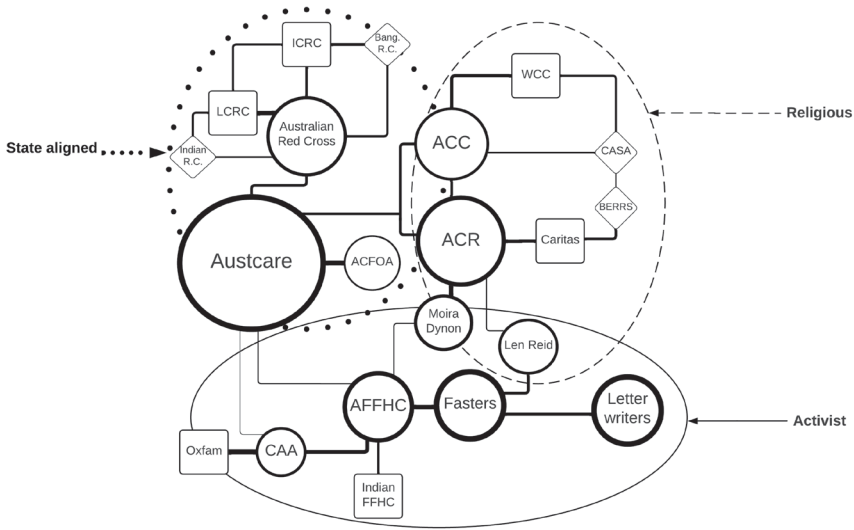 ICRC
Bang.
R.C.
WCC
LCRC
Australian
Red Cross
Religious
ACC
State aligned
Indian
R.C.
CASA
BERRS
ACR
Caritas
Austcare
ACFOA
Moira
Dynon
Len Reid
AFFHC
Fasters
Letter
writers
Activist
Oxfam
CAA
Indian
FFHC